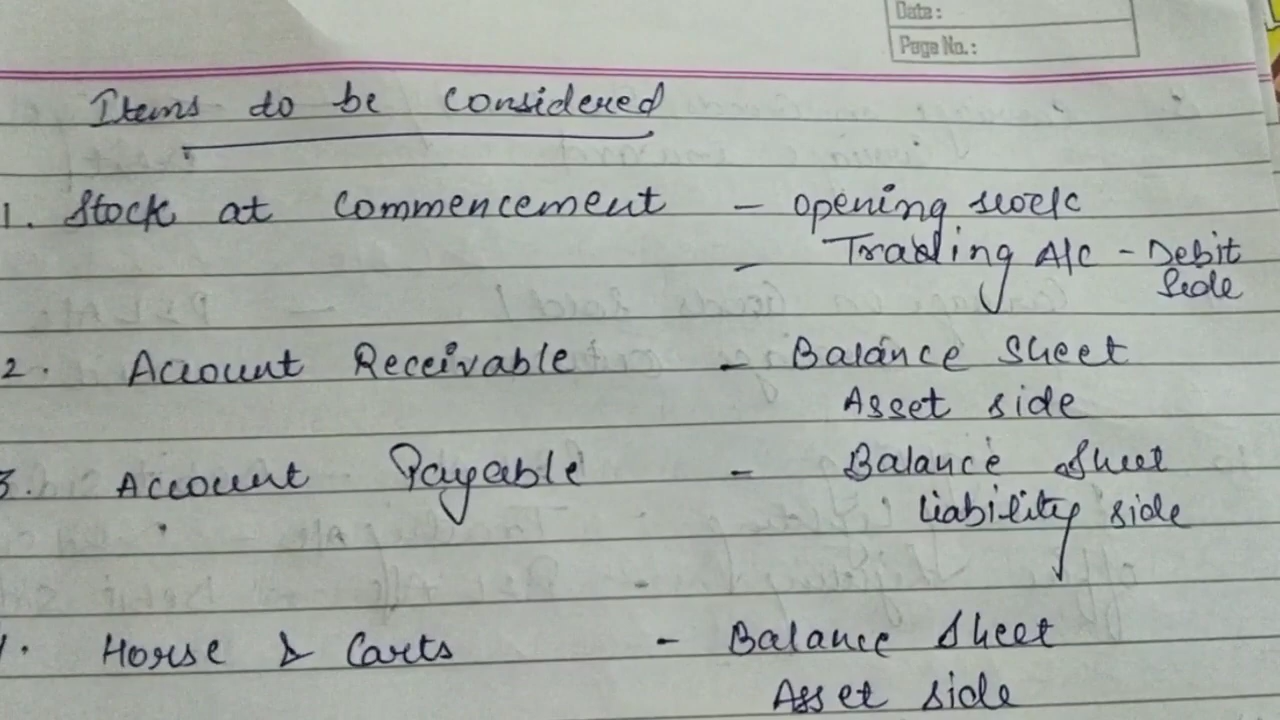 Date:
Page No.:
Items to be considered
1. Stock at commencement - opening stock
- Trading A/c - Debit
Side
2. Account Receivable - Balance Sheet
Asset side
3. Account Payable - Balance Sheet
liability side
Horse & Carts - Balance Sheet
Asset side